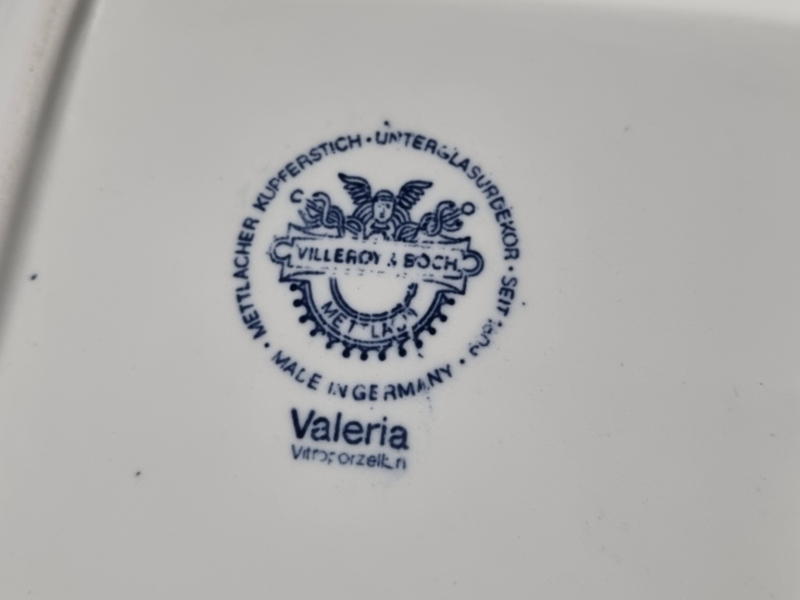 METTLACHER KUPFERSTICH · UNTERGLASURDEKOR · SEIT
C O
VILLEROY & BOCH
METTLACH
· MADE IN GERMANY ·
Valeria
Vitroporzellan